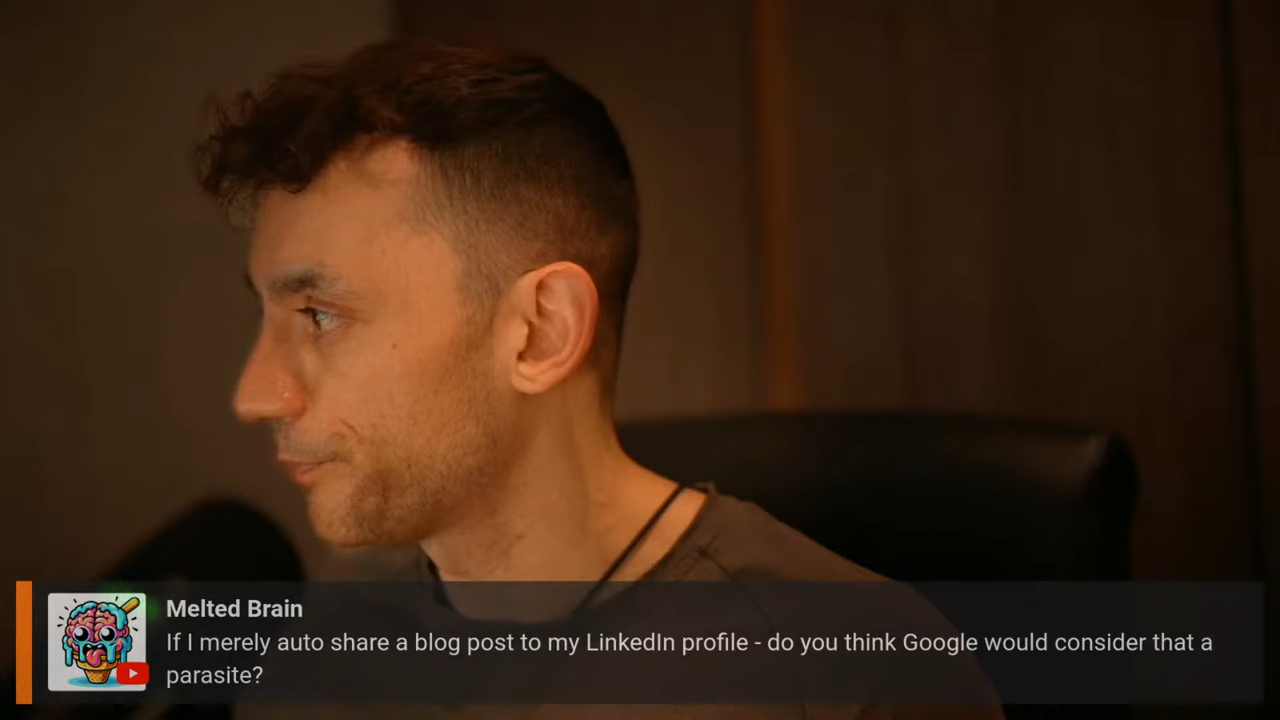 Melted Brain
If I merely auto share a blog post to my LinkedIn profile - do you think Google would consider that a
parasite?